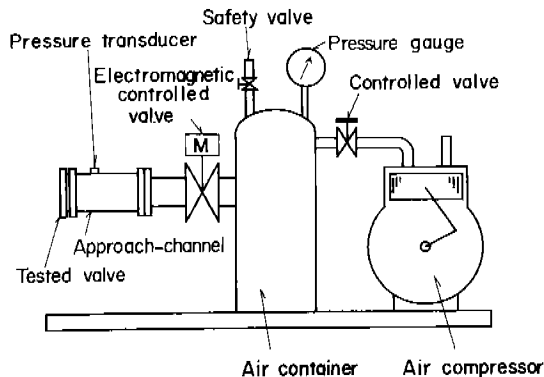 Safety valve
Pressure transducer
Pressure gauge
Electromagnetic
controlled
valve
Controlled valve
M
Approach-channel
Tested valve
Air container
Air compressor